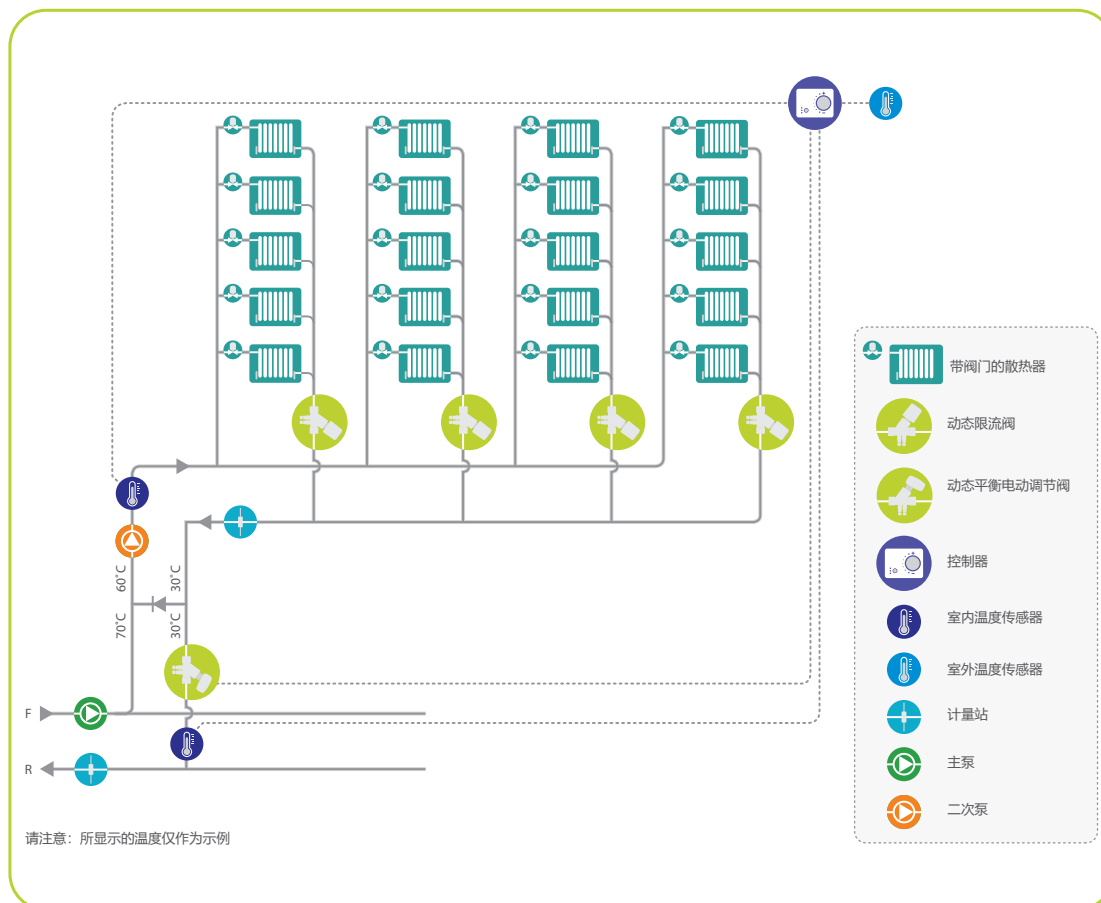 60°C
30°C
70°C
30°C
F
R
请注意：所显示的温度仅作为示例
带阀门的散热器
动态限流阀
动态平衡电动调节阀
控制器
室内温度传感器
室外温度传感器
计量站
主泵
二次泵